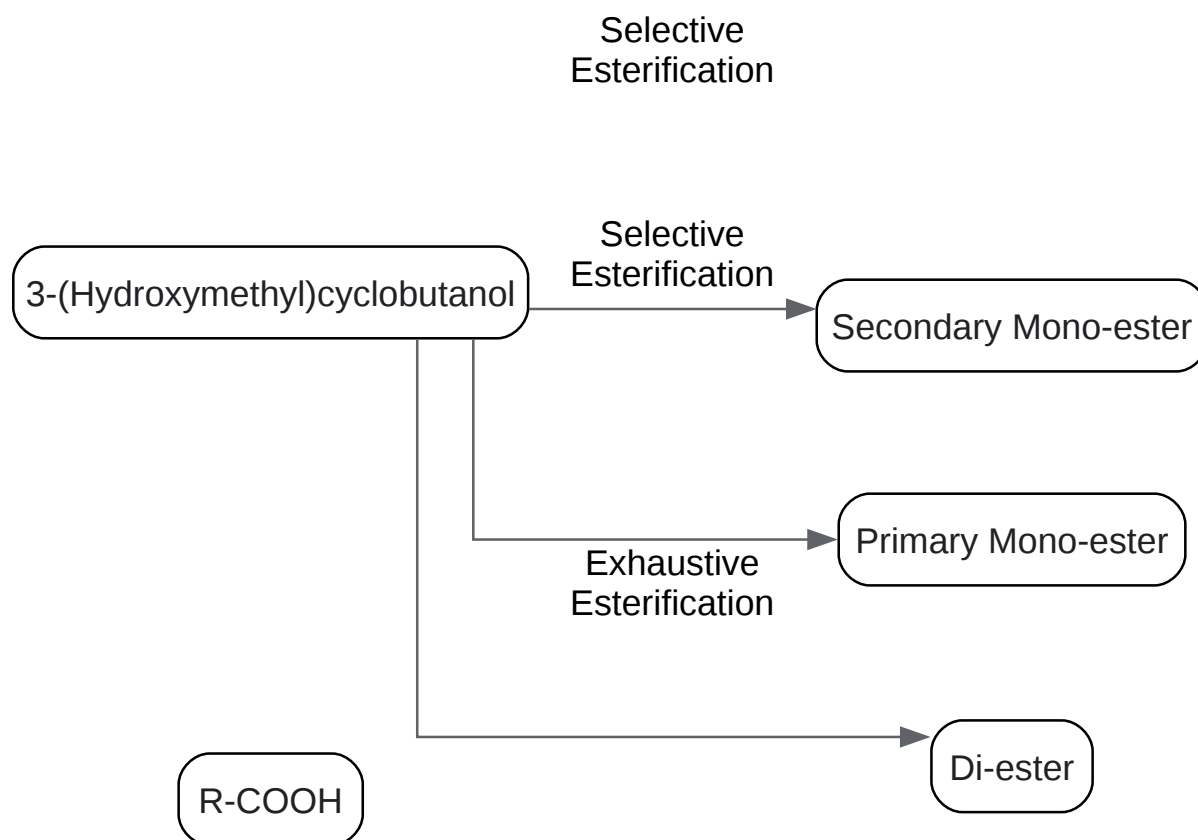 Selective
Esterification
Selective
Esterification
3-(Hydroxymethyl)cyclobutanol
Secondary Mono-ester
Primary Mono-ester
Exhaustive
Esterification
Di-ester
R-COOH